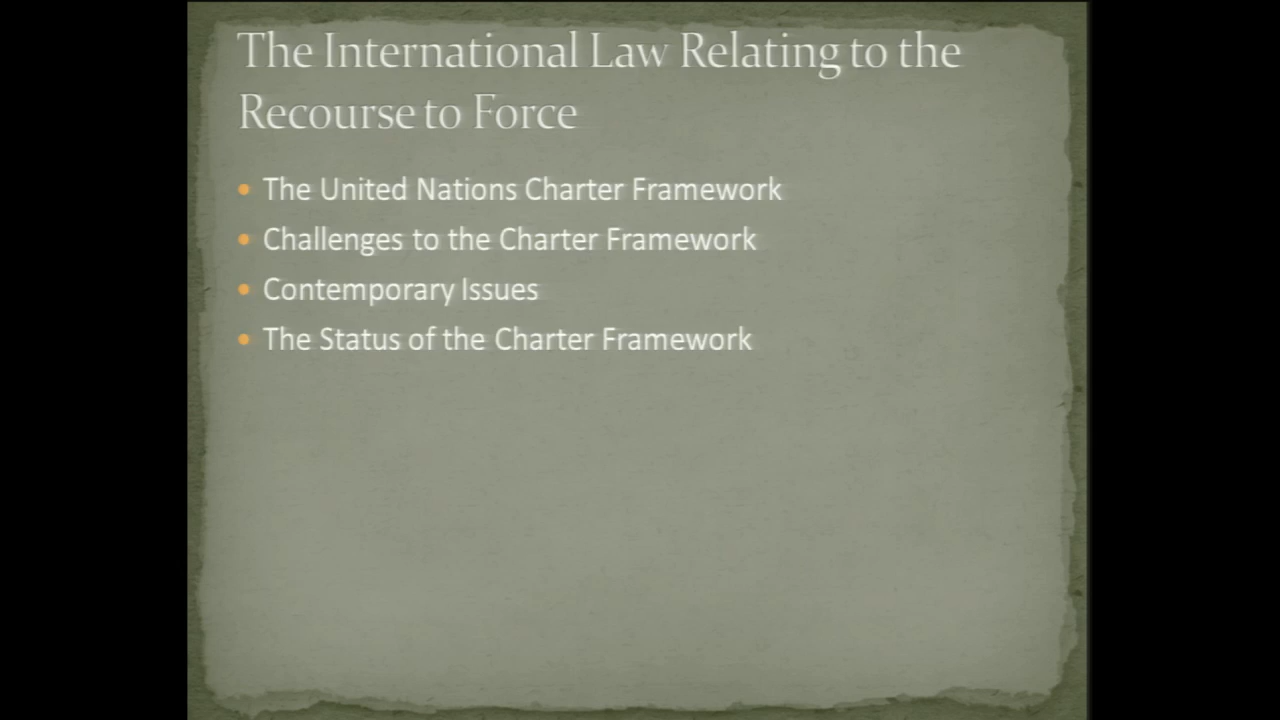 The International Law Relating to the
Recourse to Force
• The United Nations Charter Framework
• Challenges to the Charter Framework
• Contemporary Issues
• The Status of the Charter Framework